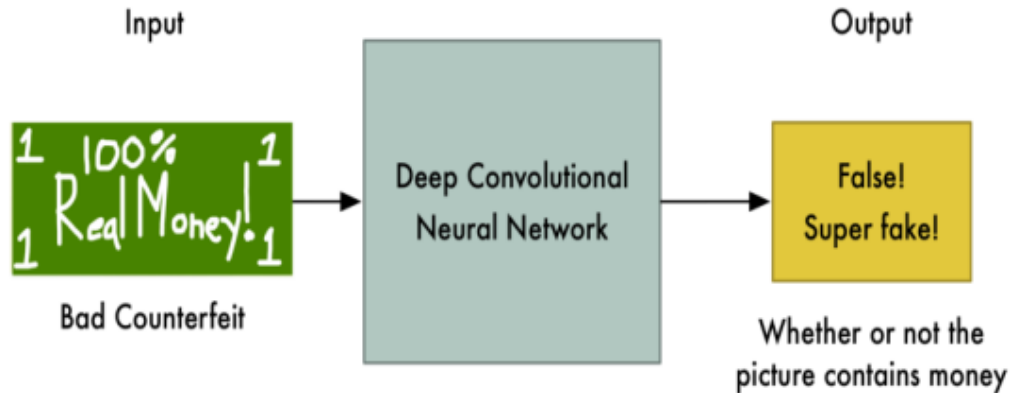 Input
Output
1 100% 1
Real Money!
1 1
Deep Convolutional
Neural Network
False!
Super fake!
Bad Counterfeit
Whether or not the
picture contains money